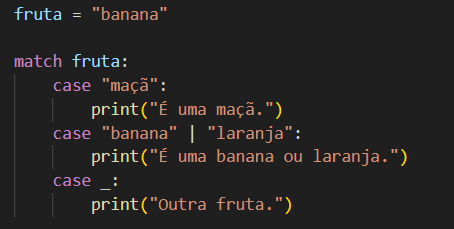 fruta = "banana"
match fruta:
case "maçã":
print("É uma maçã.")
case "banana" | "laranja":
print("É uma banana ou laranja.")
case _:
print("Outra fruta.")